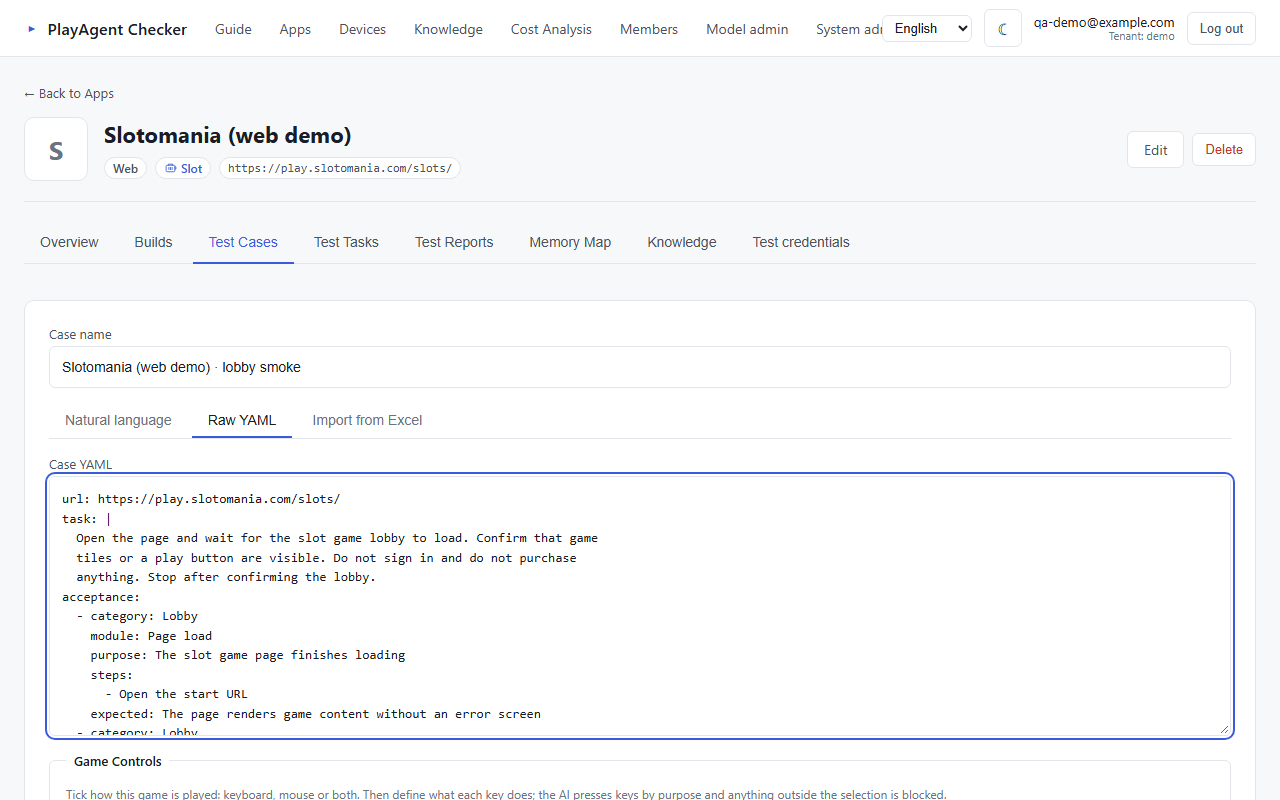 PlayAgent Checker
Guide
Apps
Devices
Knowledge
Cost Analysis
Members
Model admin
System adr
English
qa-demo@example.com
Tenant: demo
Log out
← Back to Apps
S
Slotomania (web demo)
Web
Slot
https://play.slotomania.com/slots/
Edit
Delete
Overview
Builds
Test Cases
Test Tasks
Test Reports
Memory Map
Knowledge
Test credentials
Case name
Slotomania (web demo) · lobby smoke
Natural language
Raw YAML
Import from Excel
Case YAML
url: https://play.slotomania.com/slots/
task: |
Open the page and wait for the slot game lobby to load. Confirm that game
tiles or a play button are visible. Do not sign in and do not purchase
anything. Stop after confirming the lobby.
acceptance:
- category: Lobby
module: Page load
purpose: The slot game page finishes loading
steps:
- Open the start URL
expected: The page renders game content without an error screen
- category: Lobby
Game Controls
Tick how this game is played: keyboard, mouse or both. Then define what each key does; the AI presses keys by purpose and anything outside the selection is blocked.